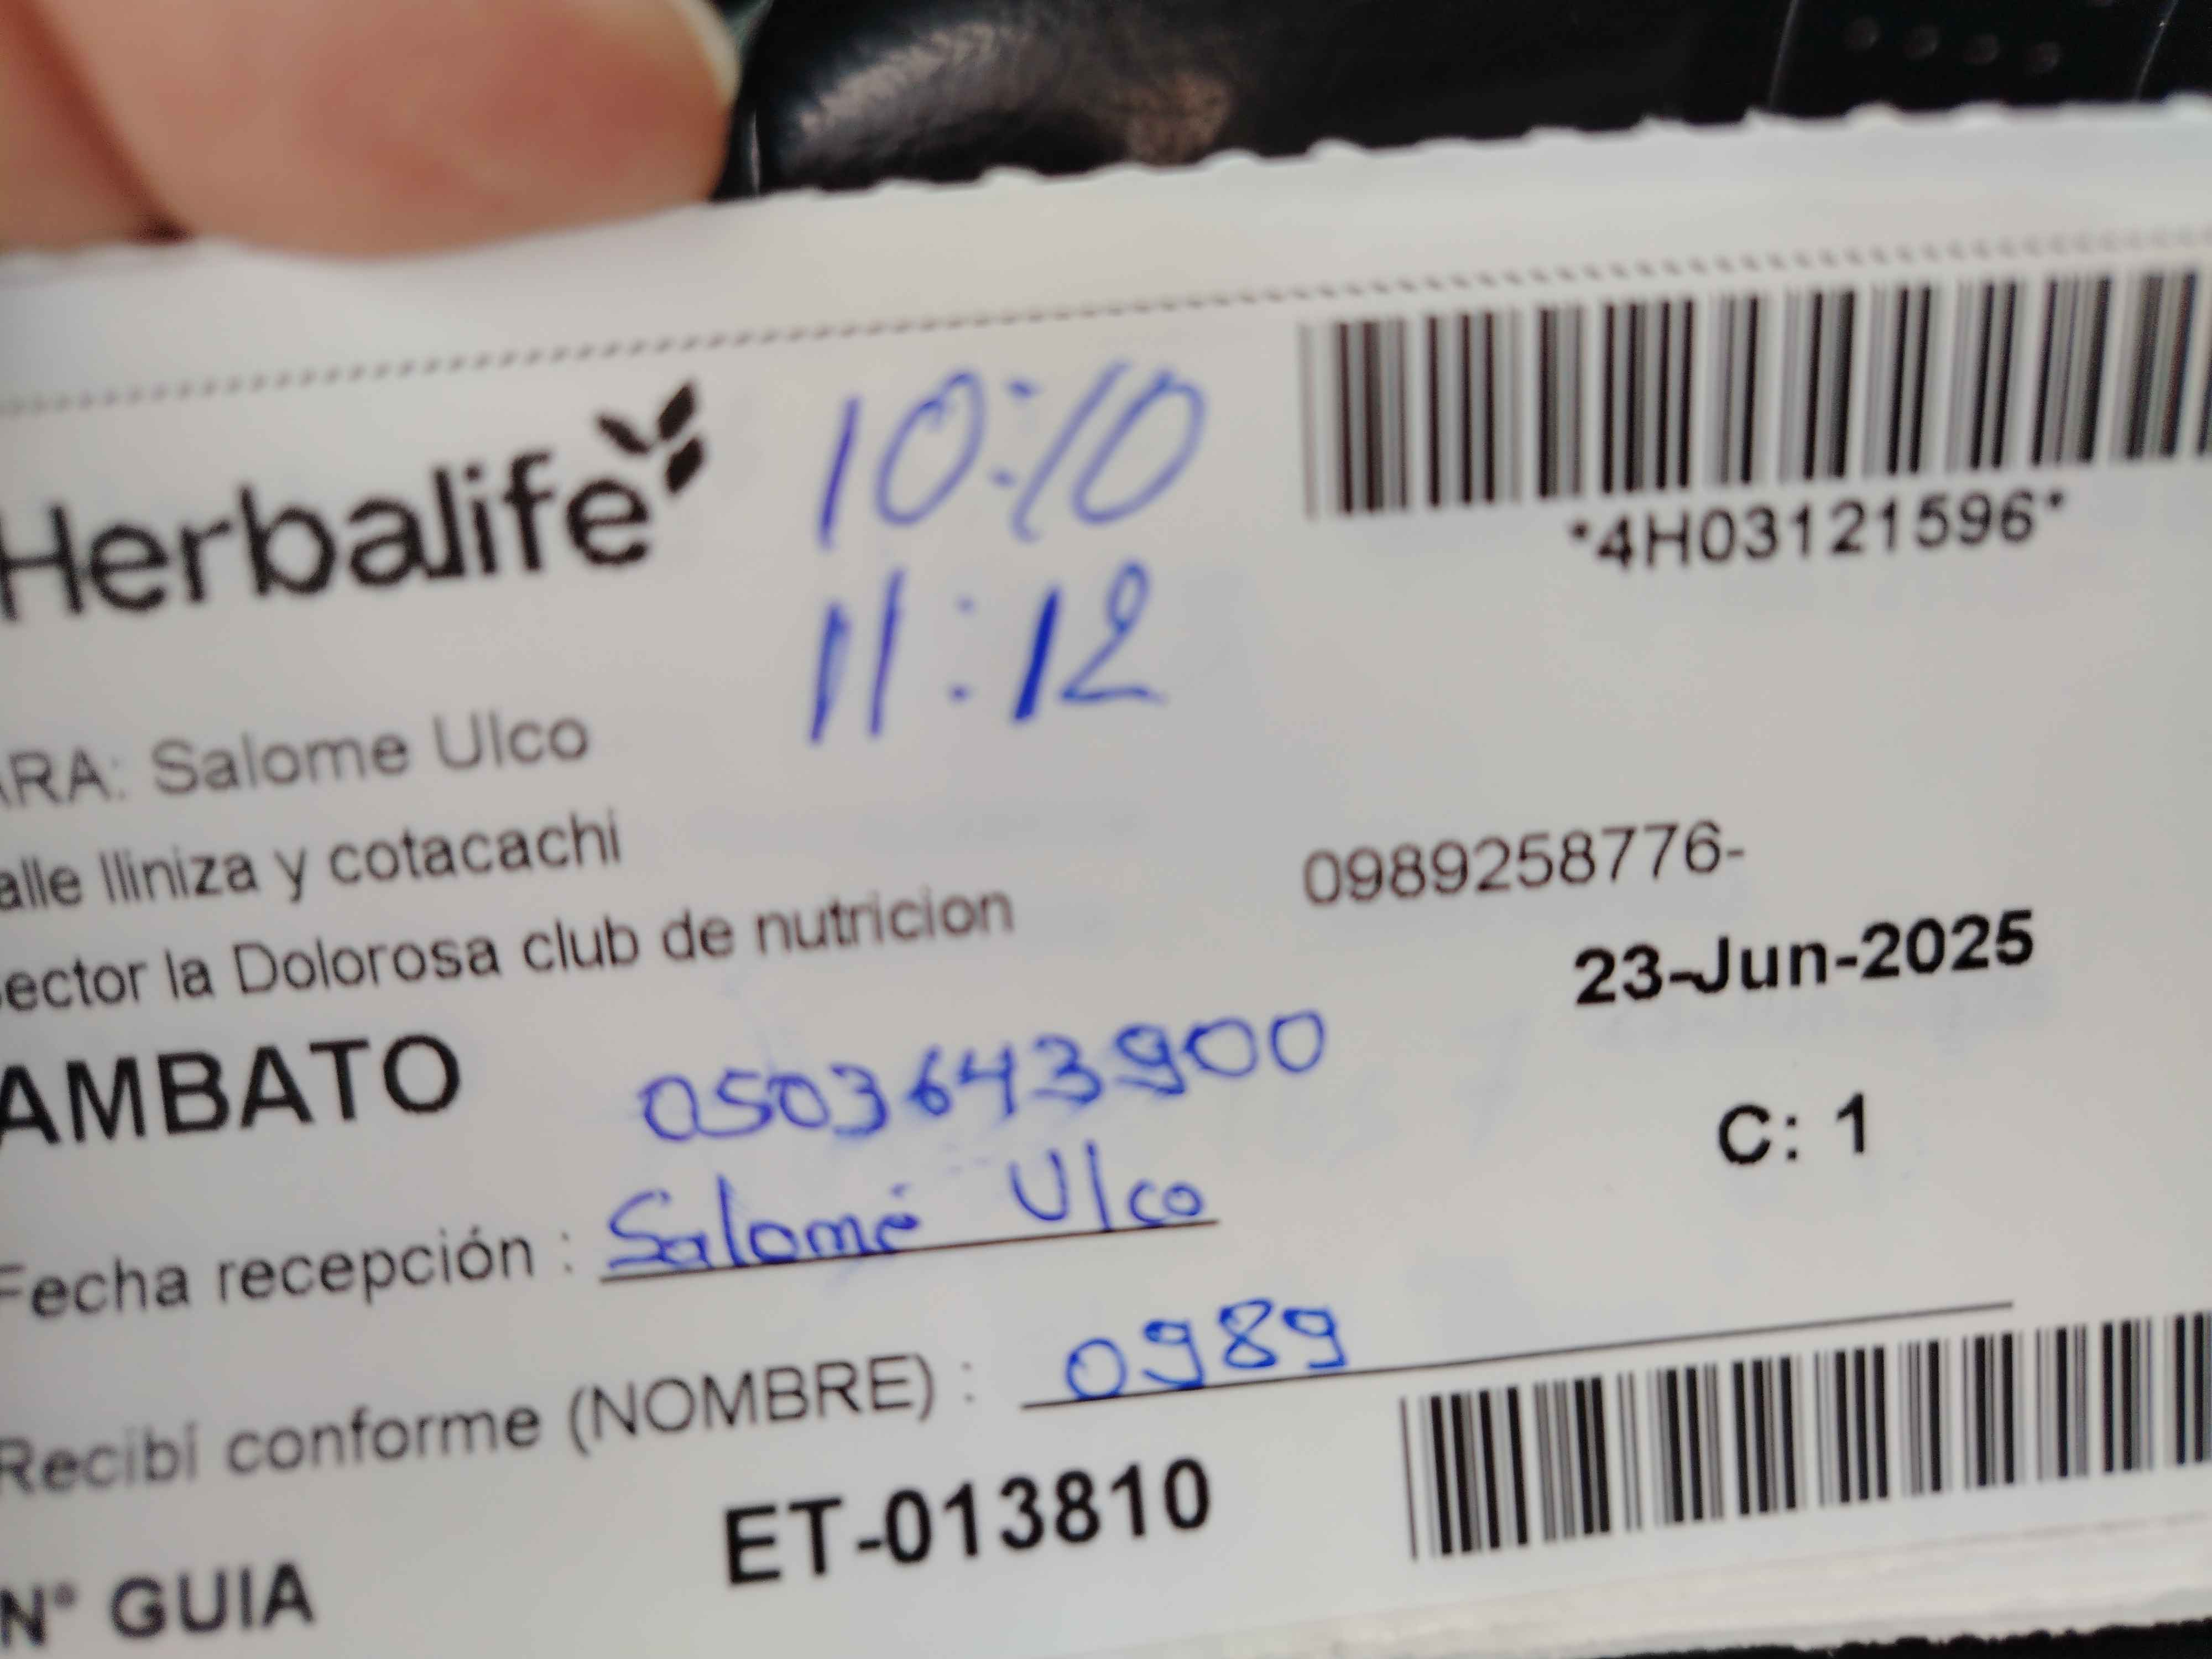 Herbalife
10:10
11:12
*4H03121596*
ARA: Salome Ulco
alle Iliniza y cotacachi
0989258776-
ector la Dolorosa club de nutricion
23-Jun-2025
AMBATO
0503643900
C: 1
Fecha recepción : Salomé Ulco
Recibí conforme (NOMBRE) : 0989
N° GUIA ET-013810